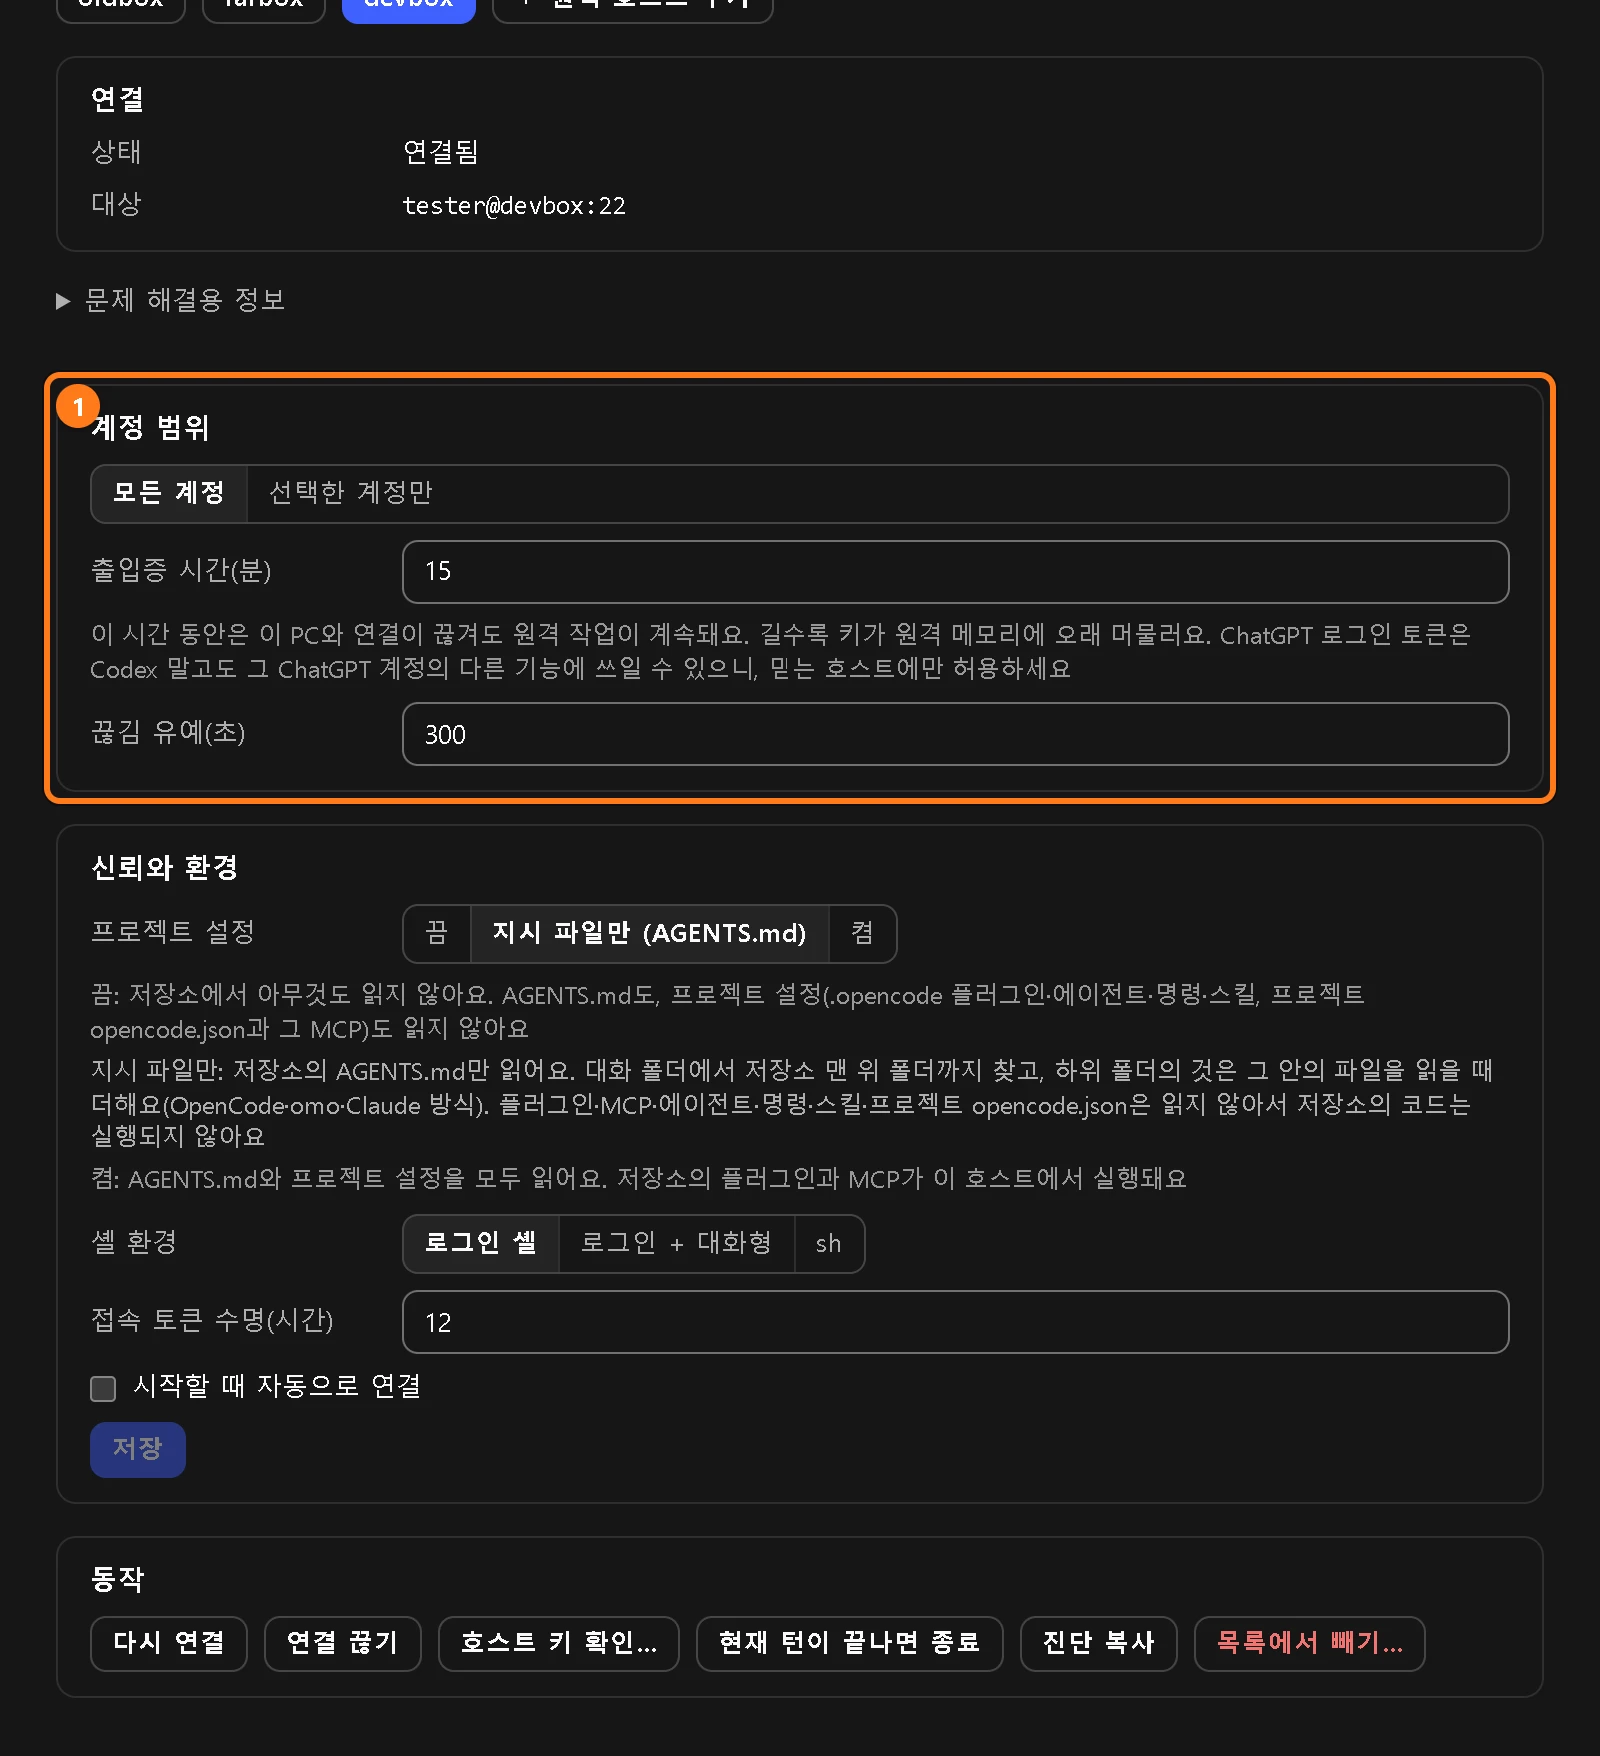 devbox
연결
상태 연결됨
대상 tester@devbox:22
▶ 문제 해결용 정보
1
계정 범위
모든 계정 선택한 계정만
출입증 시간(분) 15
이 시간 동안은 이 PC와 연결이 끊겨도 원격 작업이 계속돼요. 길수록 키가 원격 메모리에 오래 머물러요. ChatGPT 로그인 토큰은
Codex 말고도 그 ChatGPT 계정의 다른 기능에 쓰일 수 있으니, 믿는 호스트에만 허용하세요
끊김 유예(초) 300
신뢰와 환경
프로젝트 설정 끔 지시 파일만 (AGENTS.md) 켬
끔: 저장소에서 아무것도 읽지 않아요. AGENTS.md도, 프로젝트 설정(.opencode 플러그인·에이전트·명령·스킬, 프로젝트
opencode.json과 그 MCP)도 읽지 않아요
지시 파일만: 저장소의 AGENTS.md만 읽어요. 대화 폴더에서 저장소 맨 위 폴더까지 찾고, 하위 폴더의 것은 그 안의 파일을 읽을 때
더해요(OpenCode·omo·Claude 방식). 플러그인·MCP·에이전트·명령·스킬·프로젝트 opencode.json은 읽지 않아서 저장소의 코드는
실행되지 않아요
켬: AGENTS.md와 프로젝트 설정을 모두 읽어요. 저장소의 플러그인과 MCP가 이 호스트에서 실행돼요
셸 환경 로그인 셸 로그인 + 대화형 sh
접속 토큰 수명(시간) 12
시작할 때 자동으로 연결
저장
동작
다시 연결 연결 끊기 호스트 키 확인... 현재 턴이 끝나면 종료 진단 복사 목록에서 빼기...